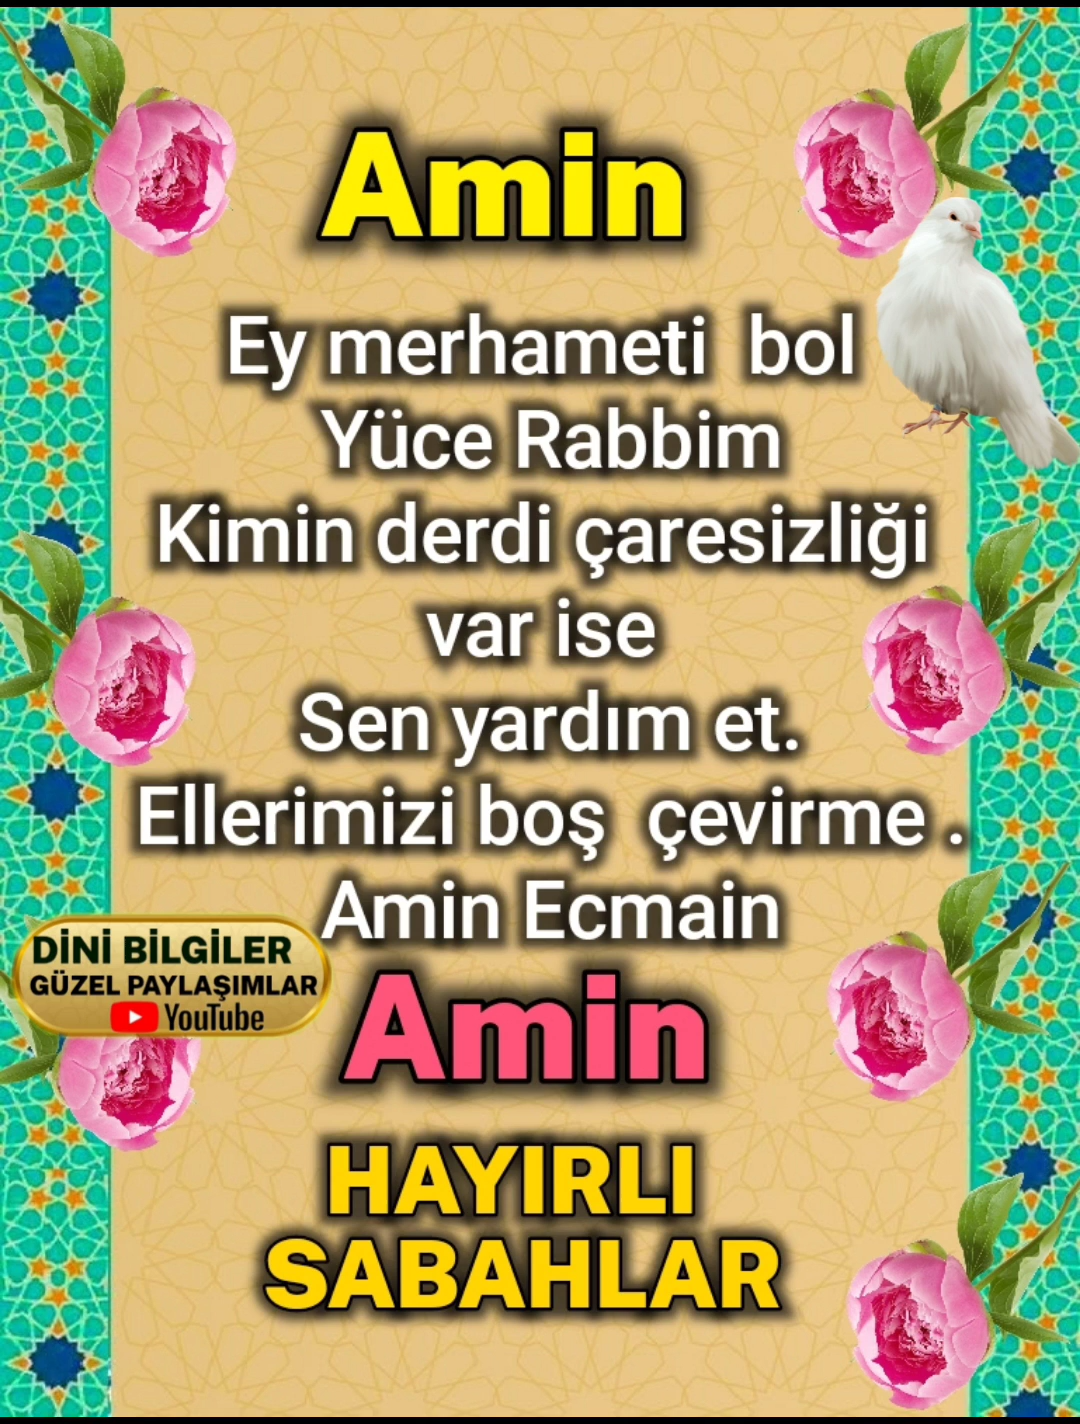 Amin
Ey merhameti bol
Yüce Rabbim
Kimin derdi çaresizliği
var ise
Sen yardım et.
Ellerimizi boş çevirme .
Amin Ecmain
DİNİ BİLGİLER
GÜZEL PAYLAŞIMLAR
YouTube
Amin
HAYIRLI
SABAHLAR